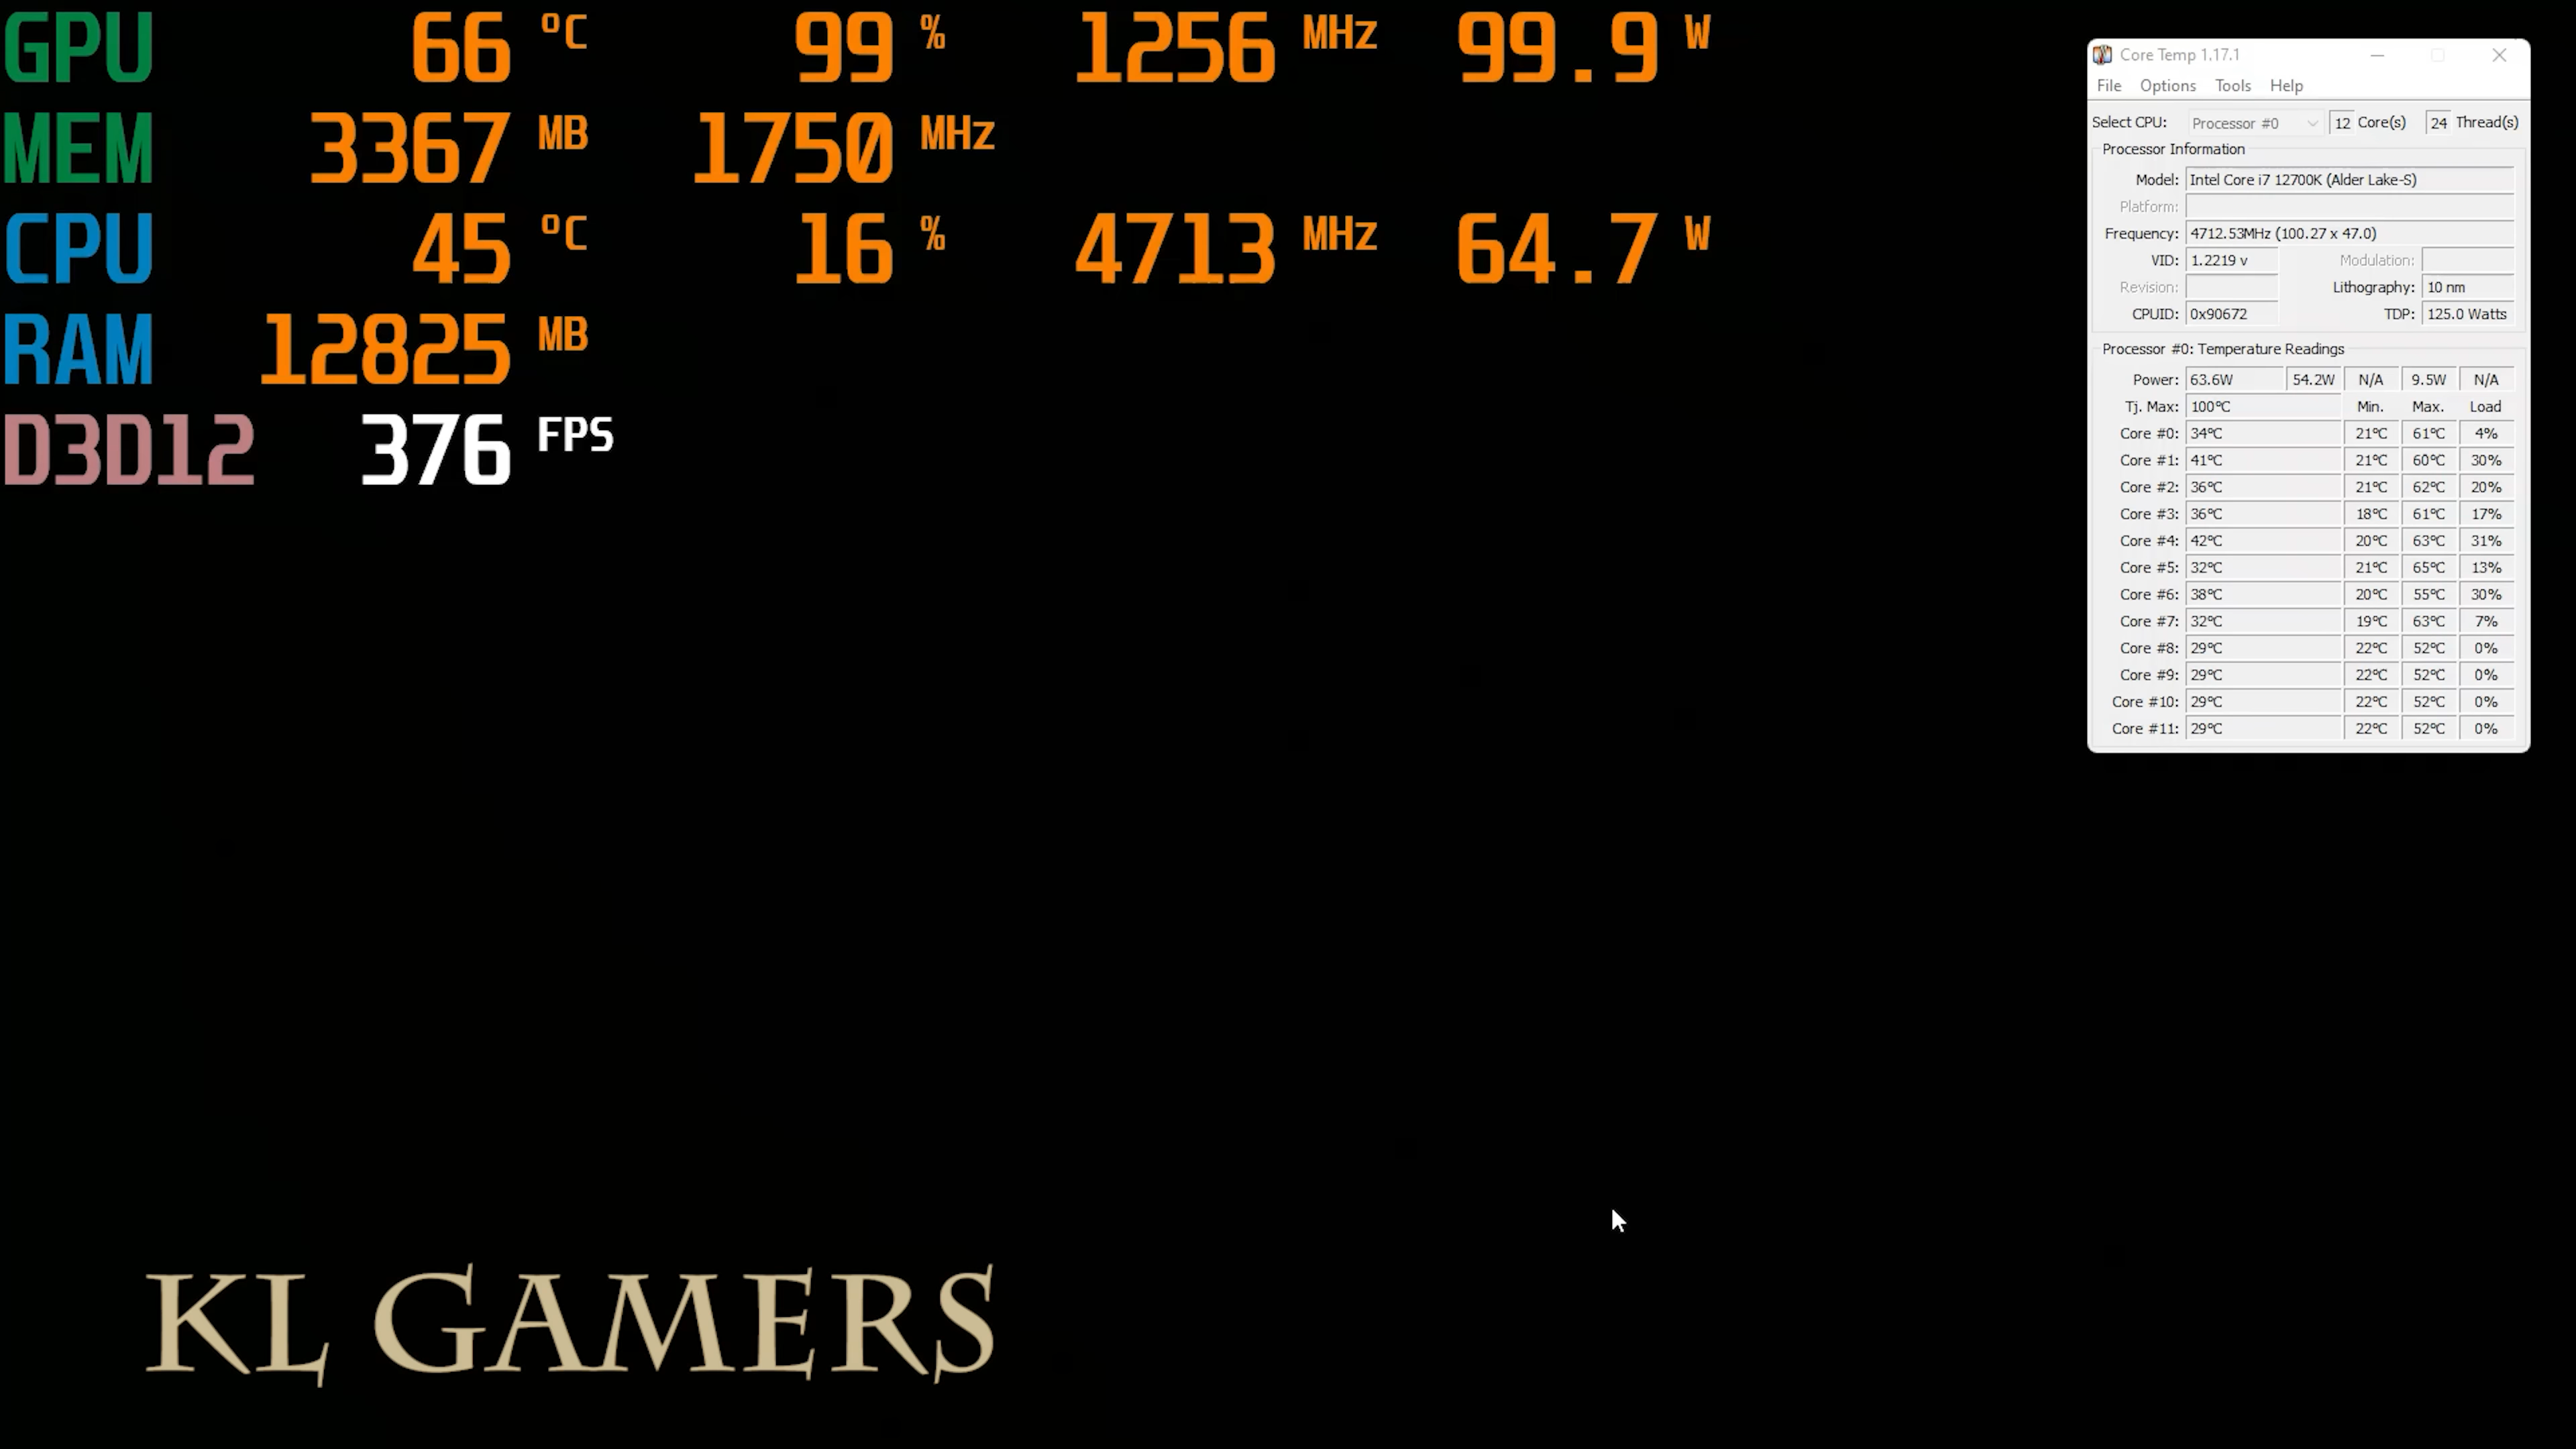 GPU 66 °C 99 % 1256 MHz 99.9 W
MEM 3367 MB 1750 MHz
CPU 45 °C 16 % 4713 MHz 64.7 W
RAM 12825 MB
D3D12 376 FPS
Core Temp 1.17.1
File Options Tools Help
Select CPU: Processor #0 12 Core(s) 24 Thread(s)
Processor Information
Model: Intel Core i7 12700K (Alder Lake-S)
Platform:
Frequency: 4712.53MHz (100.27 x 47.0)
VID: 1.2219 v Modulation:
Revision: Lithography: 10 nm
CPUID: 0x90672 TDP: 125.0 Watts
Processor #0: Temperature Readings
Power: 63.6W 54.2W N/A 9.5W N/A
Tj. Max: 100°C Min. Max. Load
Core #0: 34°C 21°C 61°C 4%
Core #1: 41°C 21°C 60°C 30%
Core #2: 36°C 21°C 62°C 20%
Core #3: 36°C 18°C 61°C 17%
Core #4: 42°C 20°C 63°C 31%
Core #5: 32°C 21°C 65°C 13%
Core #6: 38°C 20°C 55°C 30%
Core #7: 32°C 19°C 63°C 7%
Core #8: 29°C 22°C 52°C 0%
Core #9: 29°C 22°C 52°C 0%
Core #10: 29°C 22°C 52°C 0%
Core #11: 29°C 22°C 52°C 0%
KL GAMERS